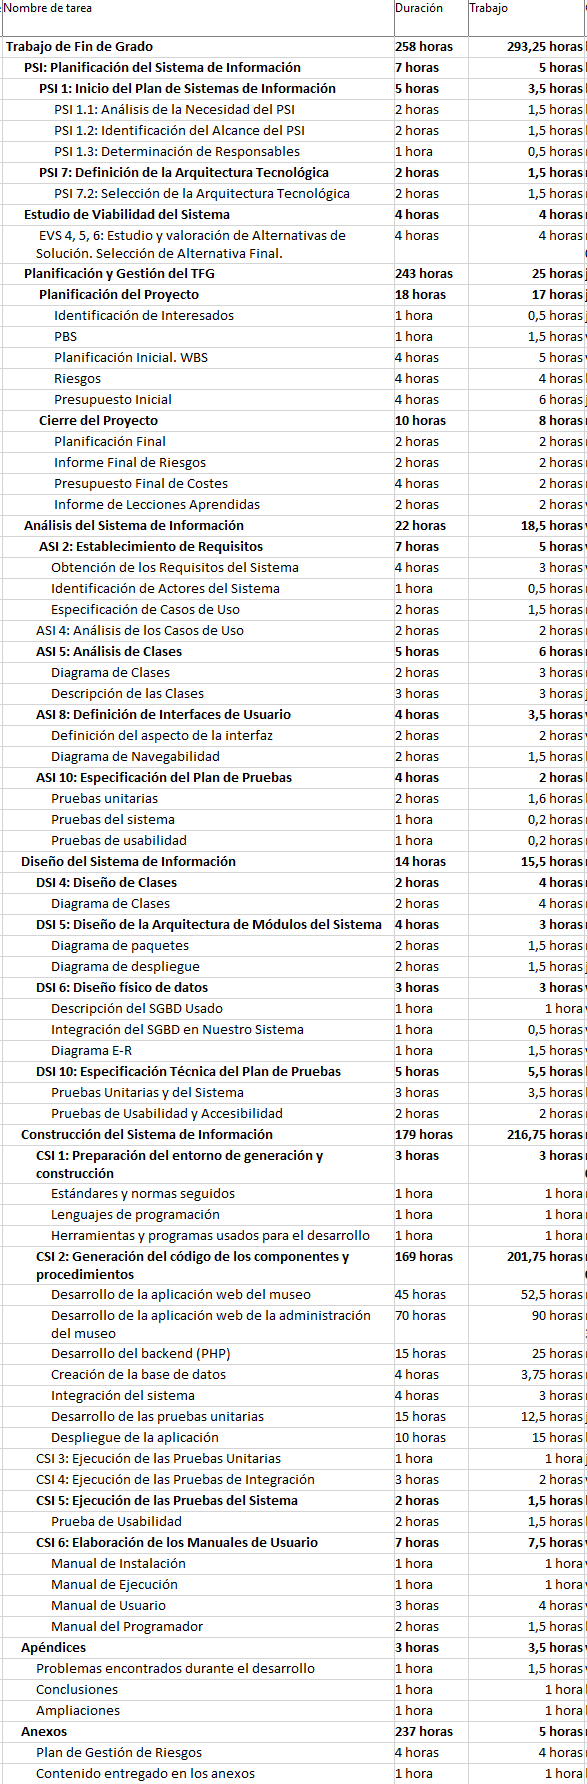 Nombre de tarea Duración Trabajo
Trabajo de Fin de Grado 258 horas 293,25 horas
PSI: Planificación del Sistema de Información 7 horas 5 horas
PSI 1: Inicio del Plan de Sistemas de Información 5 horas 3,5 horas
PSI 1.1: Análisis de la Necesidad del PSI 2 horas 1,5 horas
PSI 1.2: Identificación del Alcance del PSI 2 horas 1,5 horas
PSI 1.3: Determinación de Responsables 1 hora 0,5 horas
PSI 7: Definición de la Arquitectura Tecnológica 2 horas 1,5 horas
PSI 7.2: Selección de la Arquitectura Tecnológica 2 horas 1,5 horas
Estudio de Viabilidad del Sistema 4 horas 4 horas
EVS 4, 5, 6: Estudio y valoración de Alternativas de 4 horas 4 horas
Solución. Selección de Alternativa Final.
Planificación y Gestión del TFG 243 horas 25 horas
Planificación del Proyecto 18 horas 17 horas
Identificación de Interesados 1 hora 0,5 horas
PBS 1 hora 1,5 horas
Planificación Inicial. WBS 4 horas 5 horas
Riesgos 4 horas 4 horas
Presupuesto Inicial 4 horas 6 horas
Cierre del Proyecto 10 horas 8 horas
Planificación Final 2 horas 2 horas
Informe Final de Riesgos 2 horas 2 horas
Presupuesto Final de Costes 4 horas 2 horas
Informe de Lecciones Aprendidas 2 horas 2 horas
Análisis del Sistema de Información 22 horas 18,5 horas
ASI 2: Establecimiento de Requisitos 7 horas 5 horas
Obtención de los Requisitos del Sistema 4 horas 3 horas
Identificación de Actores del Sistema 1 hora 0,5 horas
Especificación de Casos de Uso 2 horas 1,5 horas
ASI 4: Análisis de los Casos de Uso 2 horas 2 horas
ASI 5: Análisis de Clases 5 horas 6 horas
Diagrama de Clases 2 horas 3 horas
Descripción de las Clases 3 horas 3 horas
ASI 8: Definición de Interfaces de Usuario 4 horas 3,5 horas
Definición del aspecto de la interfaz 2 horas 2 horas
Diagrama de Navegabilidad 2 horas 1,5 horas
ASI 10: Especificación del Plan de Pruebas 4 horas 2 horas
Pruebas unitarias 2 horas 1,6 horas
Pruebas del sistema 1 hora 0,2 horas
Pruebas de usabilidad 1 hora 0,2 horas
Diseño del Sistema de Información 14 horas 15,5 horas
DSI 4: Diseño de Clases 2 horas 4 horas
Diagrama de Clases 2 horas 4 horas
DSI 5: Diseño de la Arquitectura de Módulos del Sistema 4 horas 3 horas
Diagrama de paquetes 2 horas 1,5 horas
Diagrama de despliegue 2 horas 1,5 horas
DSI 6: Diseño físico de datos 3 horas 3 horas
Descripción del SGBD Usado 1 hora 1 hora
Integración del SGBD en Nuestro Sistema 1 hora 0,5 horas
Diagrama E-R 1 hora 1,5 horas
DSI 10: Especificación Técnica del Plan de Pruebas 5 horas 5,5 horas
Pruebas Unitarias y del Sistema 3 horas 3,5 horas
Pruebas de Usabilidad y Accesibilidad 2 horas 2 horas
Construcción del Sistema de Información 179 horas 216,75 horas
CSI 1: Preparación del entorno de generación y 3 horas 3 horas
construcción
Estándares y normas seguidos 1 hora 1 hora
Lenguajes de programación 1 hora 1 hora
Herramientas y programas usados para el desarrollo 1 hora 1 hora
CSI 2: Generación del código de los componentes y 169 horas 201,75 horas
procedimientos
Desarrollo de la aplicación web del museo 45 horas 52,5 horas
Desarrollo de la aplicación web de la administración 70 horas 90 horas
del museo
Desarrollo del backend (PHP) 15 horas 25 horas
Creación de la base de datos 4 horas 3,75 horas
Integración del sistema 4 horas 3 horas
Desarrollo de las pruebas unitarias 15 horas 12,5 horas
Despliegue de la aplicación 10 horas 15 horas
CSI 3: Ejecución de las Pruebas Unitarias 1 hora 1 hora
CSI 4: Ejecución de las Pruebas de Integración 3 horas 2 horas
CSI 5: Ejecución de las Pruebas del Sistema 2 horas 1,5 horas
Prueba de Usabilidad 2 horas 1,5 horas
CSI 6: Elaboración de los Manuales de Usuario 7 horas 7,5 horas
Manual de Instalación 1 hora 1 hora
Manual de Ejecución 1 hora 1 hora
Manual de Usuario 3 horas 4 horas
Manual del Programador 2 horas 1,5 horas
Apéndices 3 horas 3,5 horas
Problemas encontrados durante el desarrollo 1 hora 1,5 horas
Conclusiones 1 hora 1 hora
Ampliaciones 1 hora 1 hora
Anexos 237 horas 5 horas
Plan de Gestión de Riesgos 4 horas 4 horas
Contenido entregado en los anexos 1 hora 1 hora